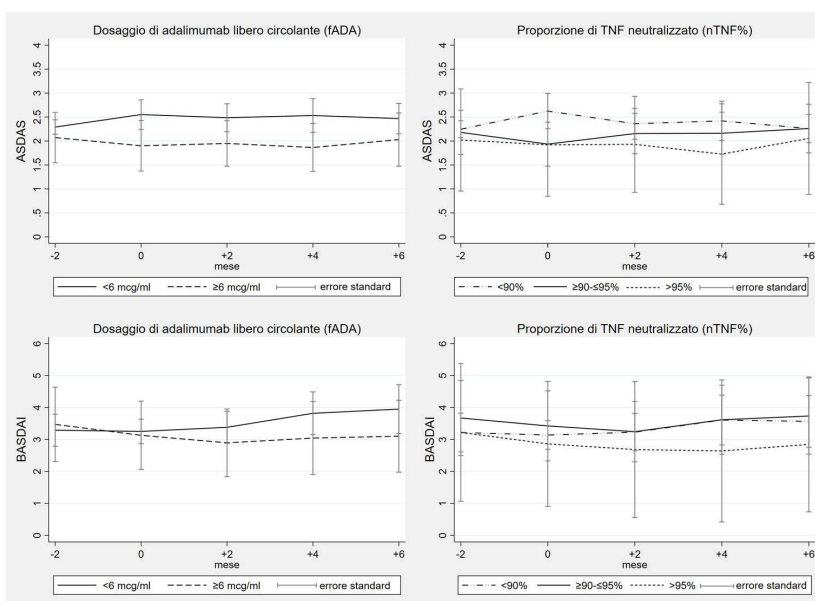 Dosaggio di adalimumab libero circolante (fADA)
ASDAS
4
3.5
3
2.5
2
1.5
1
.5
0
-2 0 +2 +4 +6
mese
<6 mcg/ml ≥6 mcg/ml errore standard
Proporzione di TNF neutralizzato (nTNF%)
ASDAS
4
3.5
3
2.5
2
1.5
1
.5
0
-2 0 +2 +4 +6
mese
<90% ≥90-≤95% >95% errore standard
Dosaggio di adalimumab libero circolante (fADA)
BASDAI
6
5
4
3
2
1
0
-2 0 +2 +4 +6
mese
<6 mcg/ml ≥6 mcg/ml errore standard
Proporzione di TNF neutralizzato (nTNF%)
BASDAI
6
5
4
3
2
1
0
-2 0 +2 +4 +6
mese
<90% ≥90-≤95% >95% errore standard